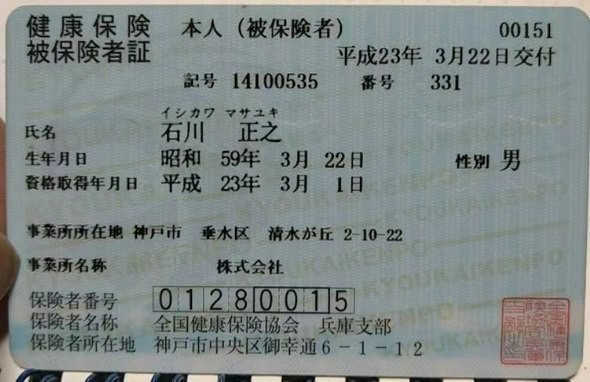 健康保険 本人（被保険者） 00151
被保険者証 平成23年 3月22日交付
記号 14100535 番号 331
イシカワ マサユキ
氏名 石川 正之
生年月日 昭和 59年 3月 22日 性別 男
資格取得年月日 平成 23年 3月 1日
事業所所在地 神戸市 垂水区 清水が丘 2-10-22
事業所名称 株式会社
保険者番号 01280015
保険者名称 全国健康保険協会 兵庫支部
保険者所在地 神戸市中央区御幸通6-1-12